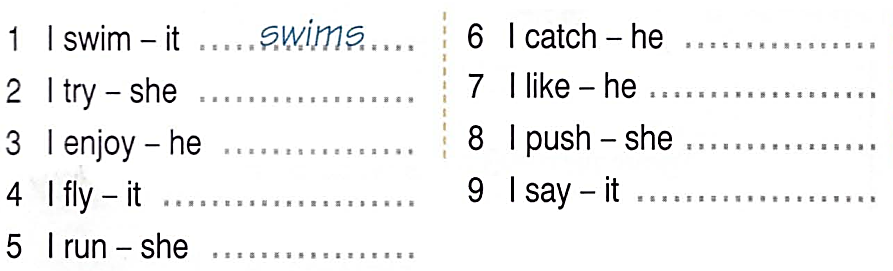 1 I swim – it swims
2 I try – she
3 I enjoy – he
4 I fly – it
5 I run – she
6 I catch – he
7 I like – he
8 I push – she
9 I say – it